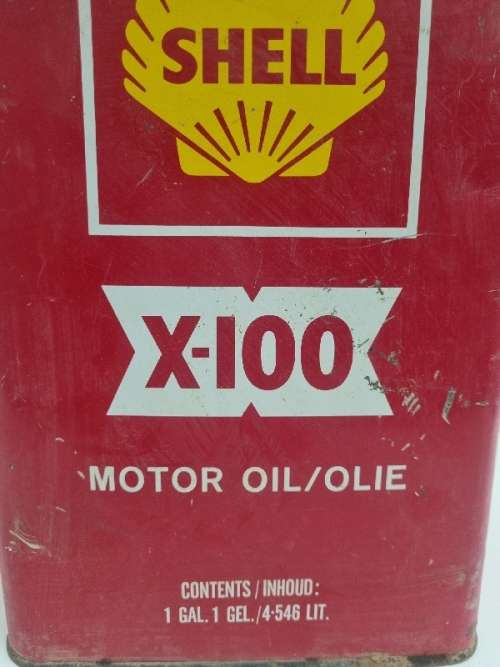 SHELL
X-100
MOTOR OIL/OLIE
CONTENTS/INHOUD:
1 GAL. 1 GEL./4·546 LIT.